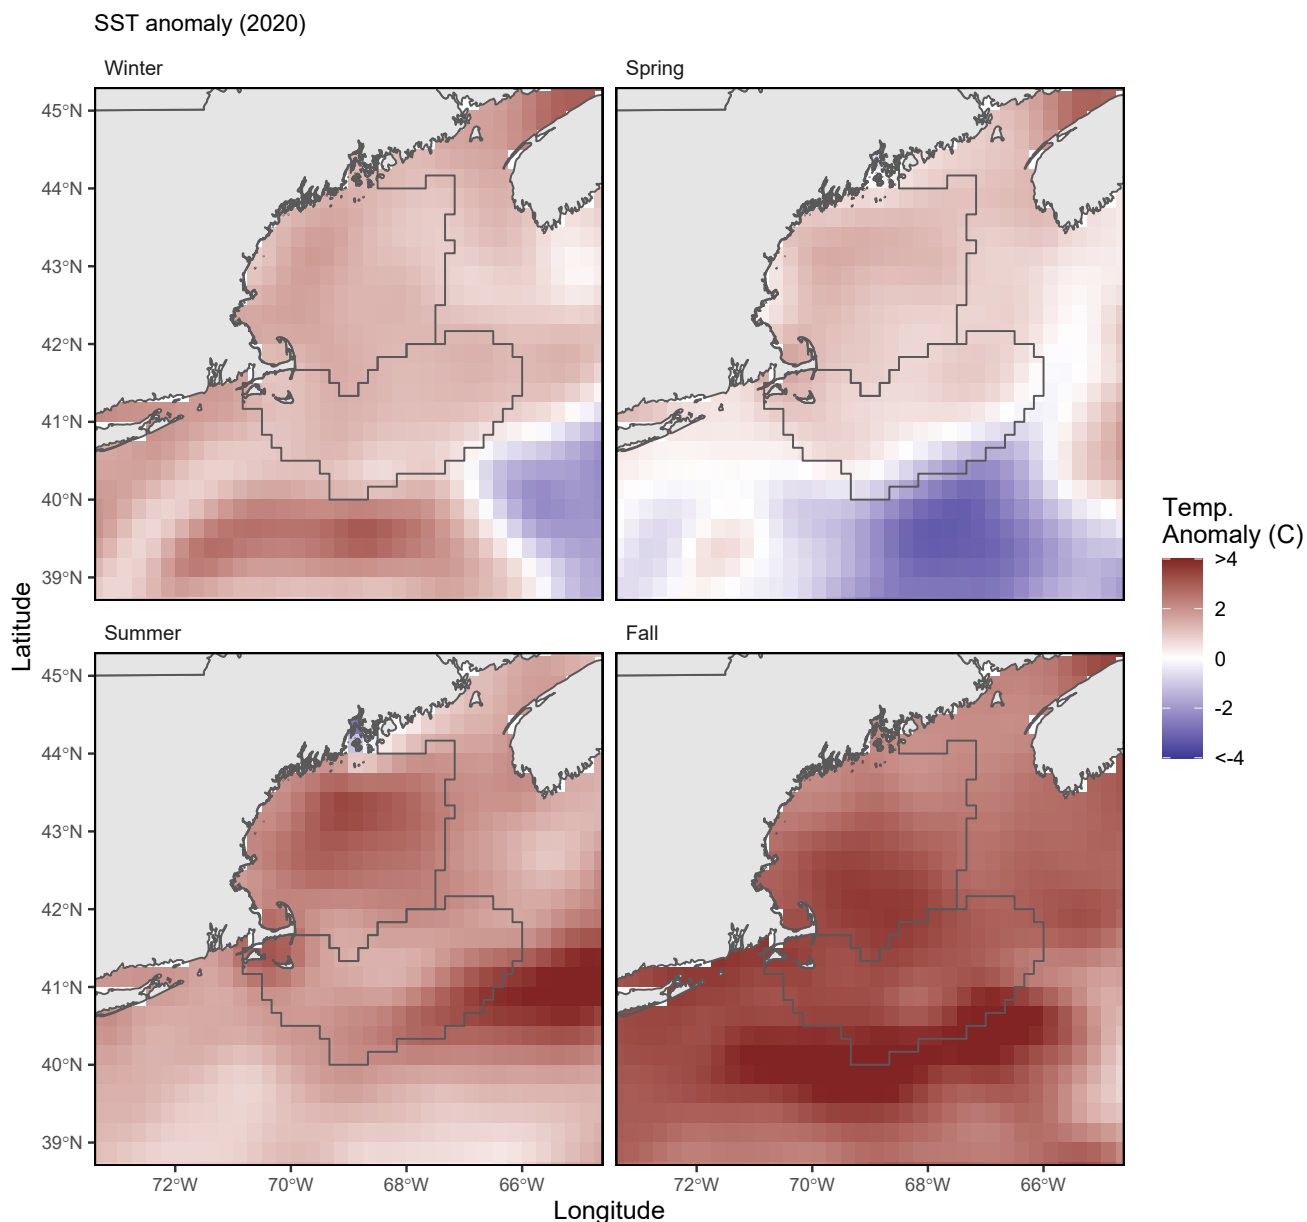 SST anomaly (2020)
Winter
Spring
45°N
44°N
43°N
42°N
41°N
40°N
39°N
Summer
Fall
45°N
44°N
43°N
42°N
41°N
40°N
39°N
72°W
70°W
68°W
66°W
72°W
70°W
68°W
66°W
Longitude
Latitude
Temp.
Anomaly (C)
>4
2
0
-2
<-4